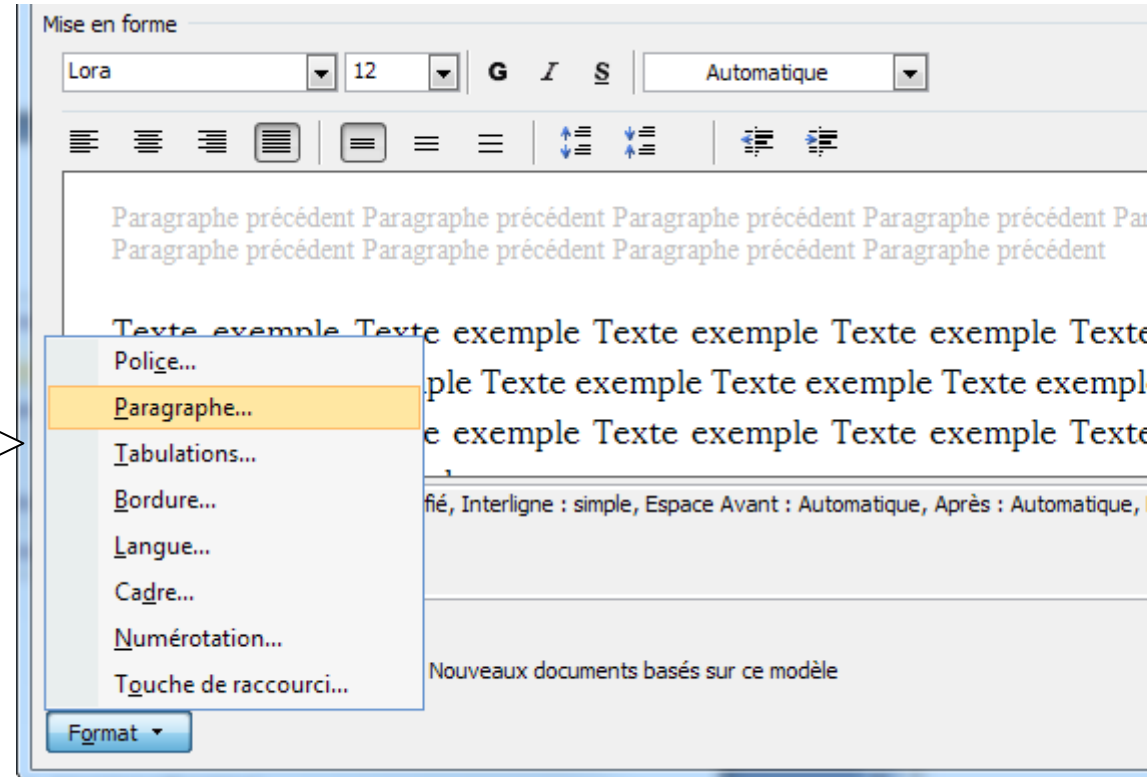 Mise en forme
Lora 12 G I S Automatique
Paragraphe précédent Paragraphe précédent Paragraphe précédent Paragraphe précédent Par
Paragraphe précédent Paragraphe précédent Paragraphe précédent Paragraphe précédent
Texte exemple Texte exemple Texte exemple Texte exemple Texte
ple Texte exemple Texte exemple Texte exemple
e exemple Texte exemple Texte exemple Texte
fié, Interligne : simple, Espace Avant : Automatique, Après : Automatique,
Police...
Paragraphe...
Tabulations...
Bordure...
Langue...
Cadre...
Numérotation...
Touche de raccourci...
Nouveaux documents basés sur ce modèle
Format